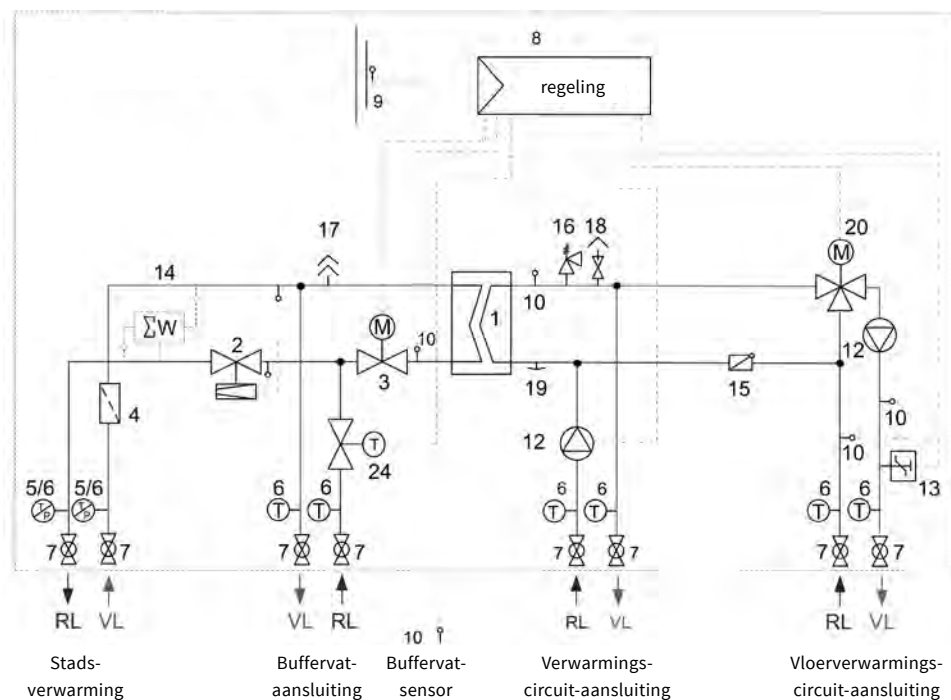 8
regeling
9
17
16
18
20
M
14
10
ΣW
M
1
2
10
12
3
19
15
4
10
12
T
24
10
13
5/6
5/6
6
6
6
6
6
6
T/P
T/P
T
T
T
T
T
T
7
7
7
7
7
7
7
7
RL
VL
VL
RL
RL
VL
RL
VL
10
Stads-
verwarming
Buffervat-
aansluiting
Buffervat-
sensor
Verwarmings-
circuit-aansluiting
Vloerverwarmings-
circuit-aansluiting